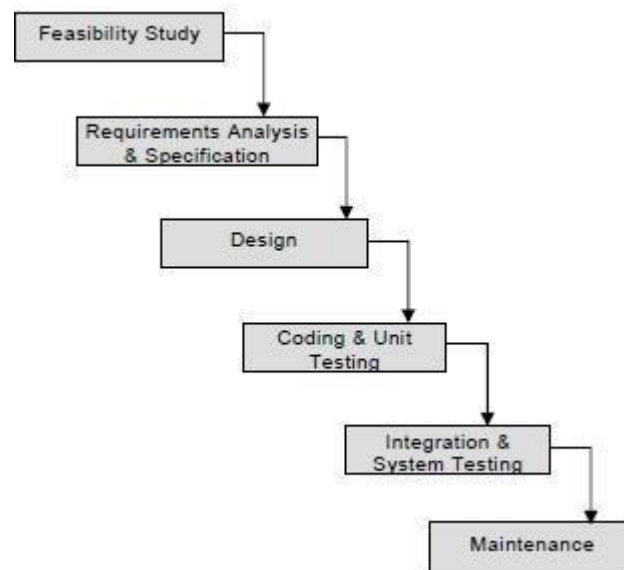 Feasibility Study
Requirements Analysis
& Specification
Design
Coding & Unit
Testing
Integration &
System Testing
Maintenance